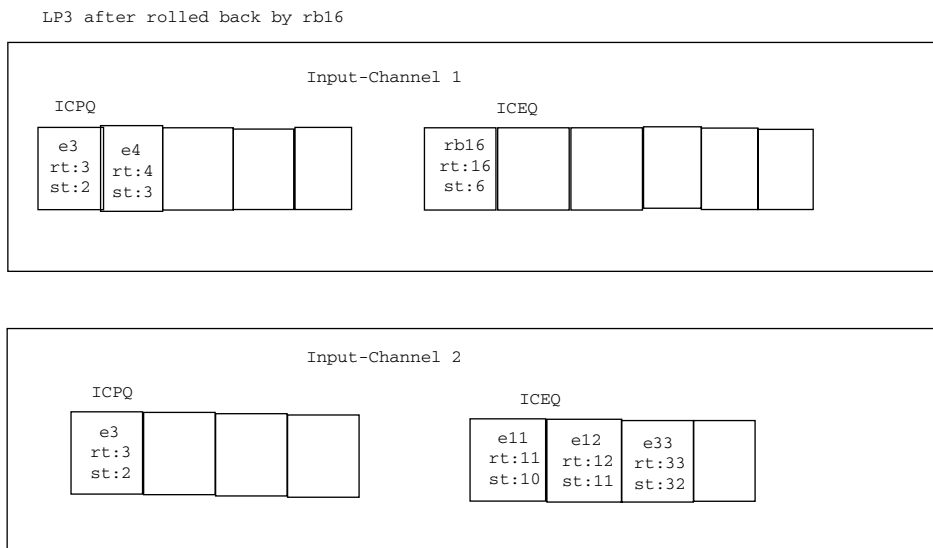 LP3 after rolled back by rb16
Input-Channel 1
ICPQ
ICEQ
e3
rt:3
st:2
e4
rt:4
st:3
rb16
rt:16
st:6
Input-Channel 2
ICPQ
ICEQ
e3
rt:3
st:2
e11
rt:11
st:10
e12
rt:12
st:11
e33
rt:33
st:32